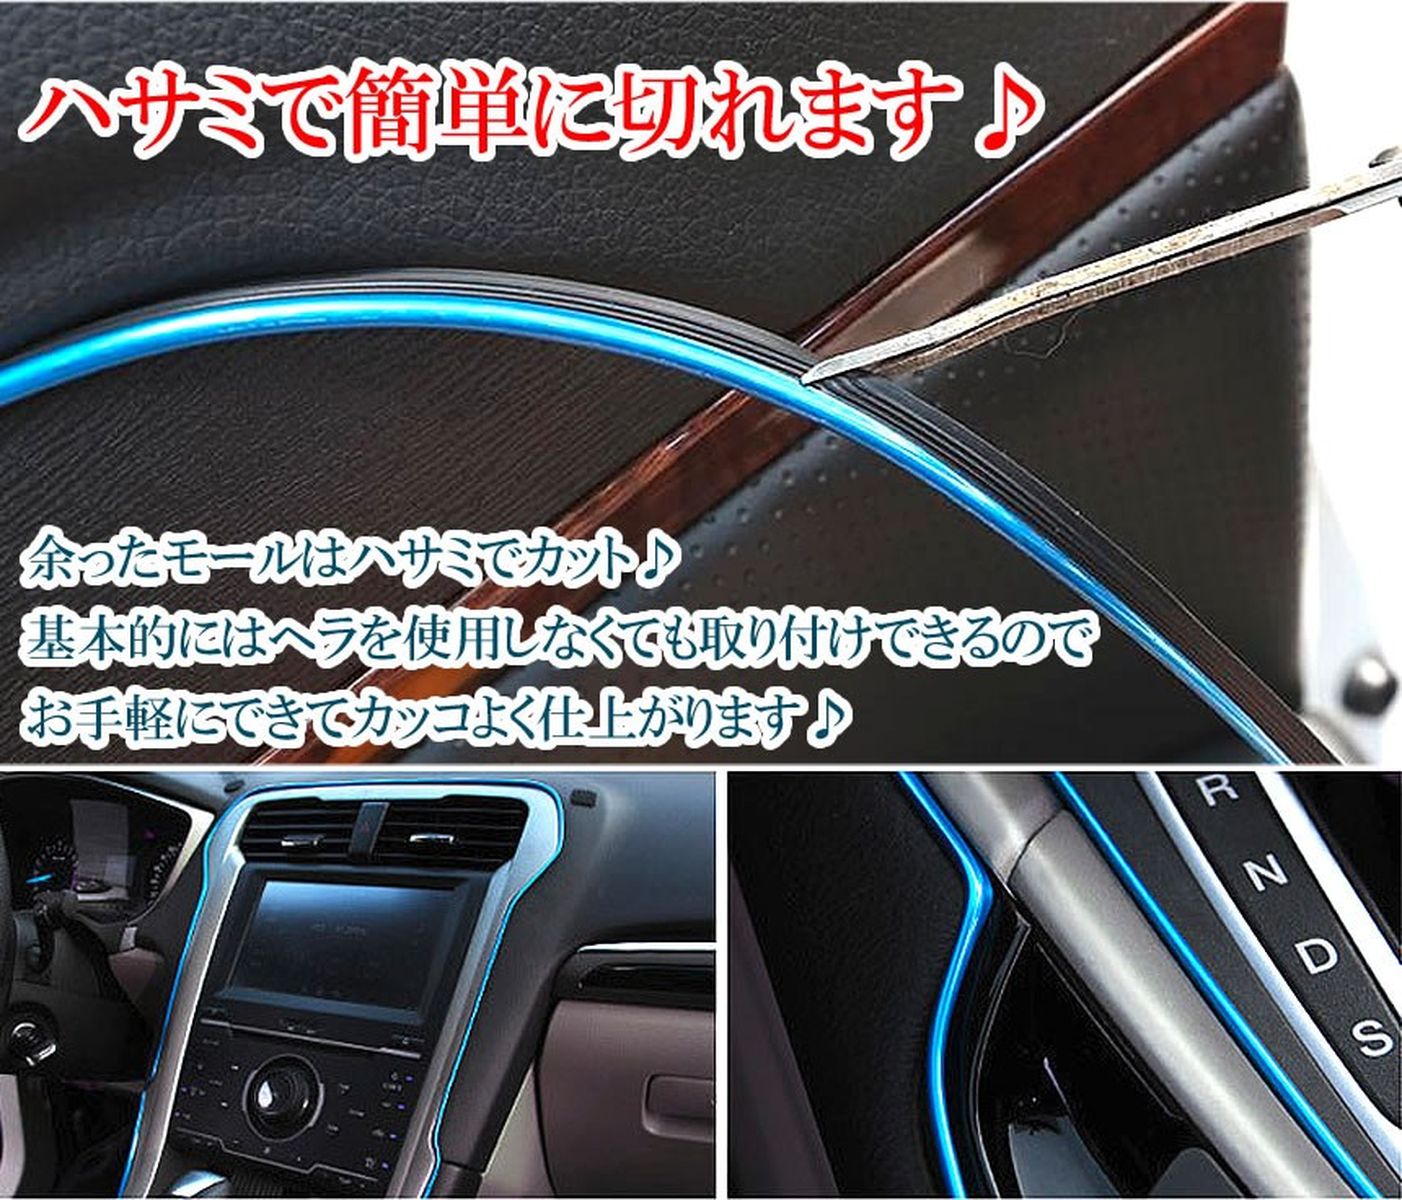 ハサミで簡単に切れます♪
余ったモールはハサミでカット♪
基本的にはヘラを使用しなくても取り付けできるので
お手軽にできてカッコよく仕上がります♪
R
N
D
S